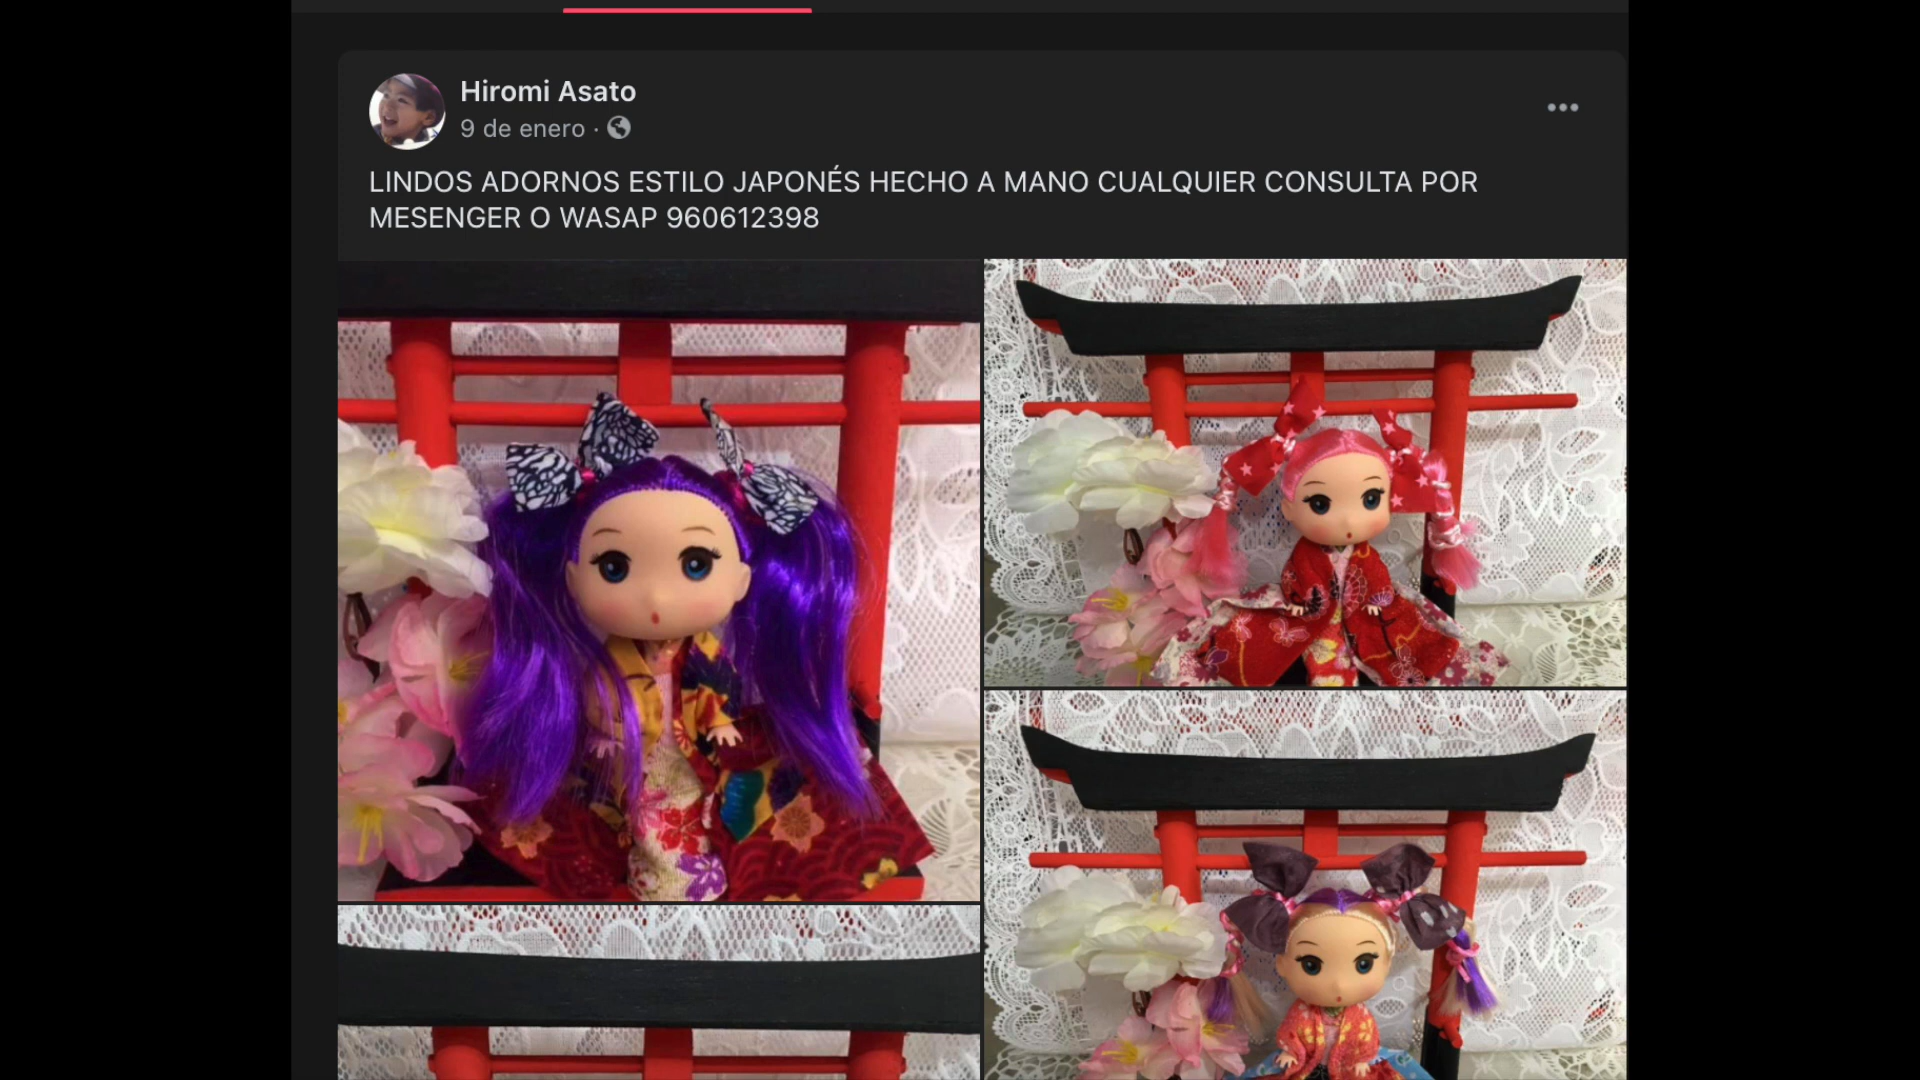 Hiromi Asato
9 de enero ·
LINDOS ADORNOS ESTILO JAPONÉS HECHO A MANO CUALQUIER CONSULTA POR
MESENGER O WASAP 960612398